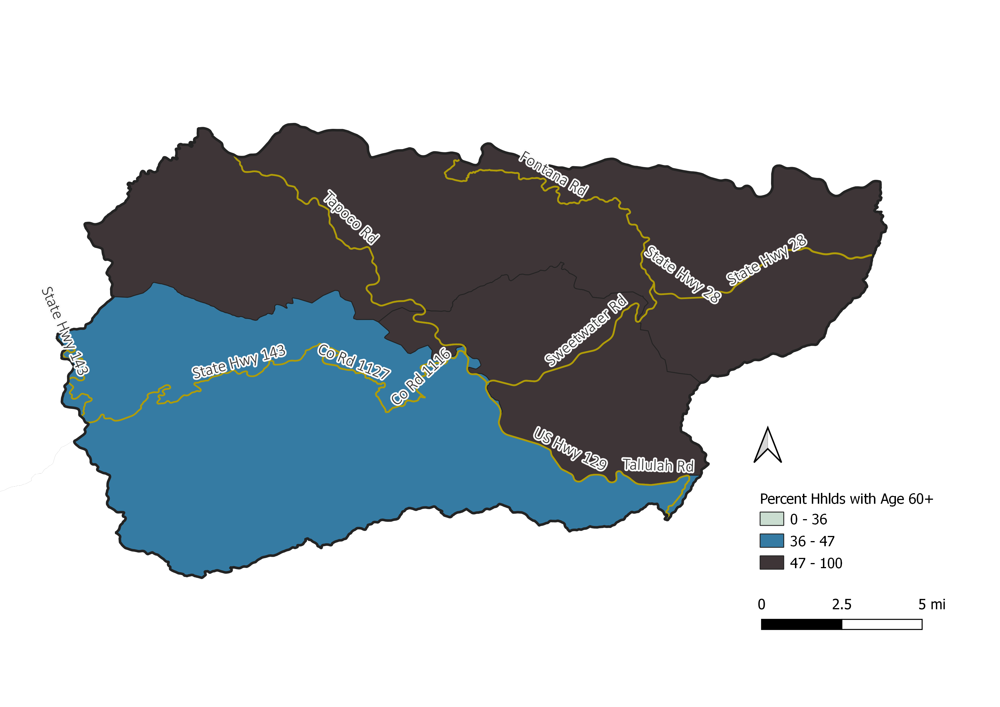 Fontana Rd
Tapoco Rd
State Hwy 28
State Hwy 28
State Hwy 143
Sweetwater Rd
State Hwy 143
Co Rd 1127
Co Rd 1116
US Hwy 129
Tallulah Rd
Percent Hhlds with Age 60+
0 - 36
36 - 47
47 - 100
0 2.5 5 mi